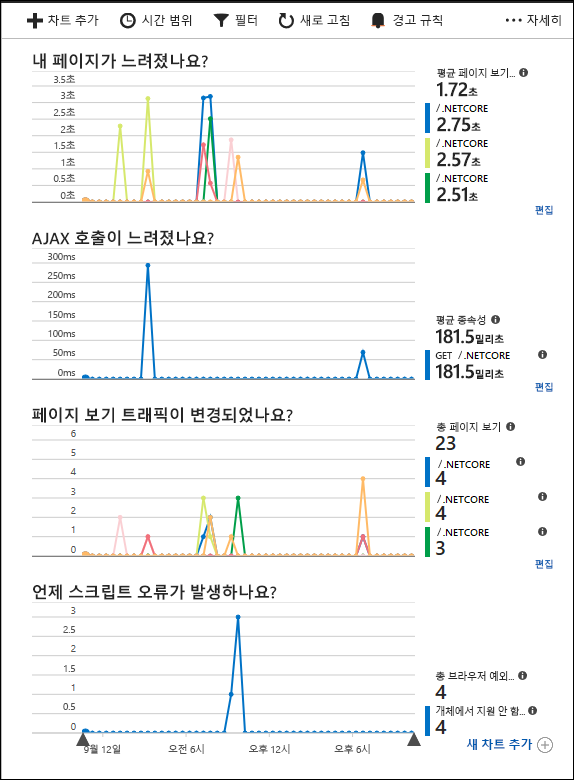 차트 추가 시간 범위 필터 새로 고침 경고 규칙 ··· 자세히
내 페이지가 느려졌나요?
3.5초
3초
2.5초
2초
1.5초
1초
0.5초
0초
평균 페이지 보기...
1.72초
/ .NETCORE
2.75초
/ .NETCORE
2.57초
/ .NETCORE
2.51초
편집
AJAX 호출이 느려졌나요?
300ms
250ms
200ms
150ms
100ms
50ms
0ms
평균 종속성
181.5밀리초
GET / .NETCORE
181.5밀리초
편집
페이지 보기 트래픽이 변경되었나요?
6
5
4
3
2
1
0
총 페이지 보기
23
/ .NETCORE
4
/ .NETCORE
4
/ .NETCORE
3
편집
언제 스크립트 오류가 발생하나요?
3
2.5
2
1.5
1
0.5
0
총 브라우저 예외...
4
개체에서 지원 안 함...
4
9월 12일 오전 6시 오후 12시 오후 6시
새 차트 추가